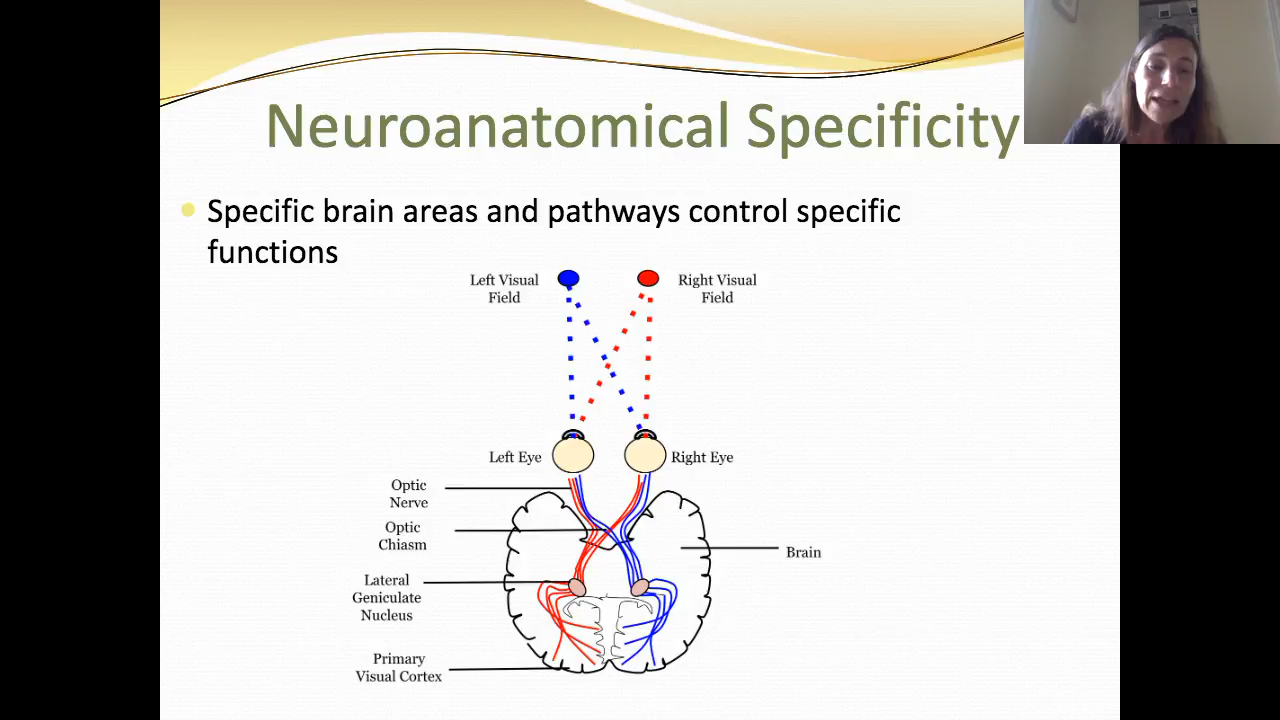 Neuroanatomical Specificity
Specific brain areas and pathways control specific
functions
Left Visual
Field
Right Visual
Field
Left Eye
Right Eye
Optic
Nerve
Optic
Chiasm
Brain
Lateral
Geniculate
Nucleus
Primary
Visual Cortex